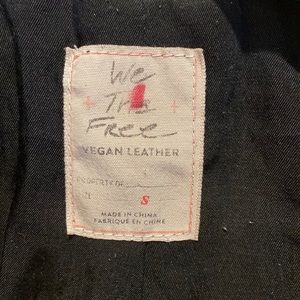 We
The
Free
VEGAN LEATHER
PROPERTY OF
S
MADE IN CHINA
FABRIQUE EN CHINE